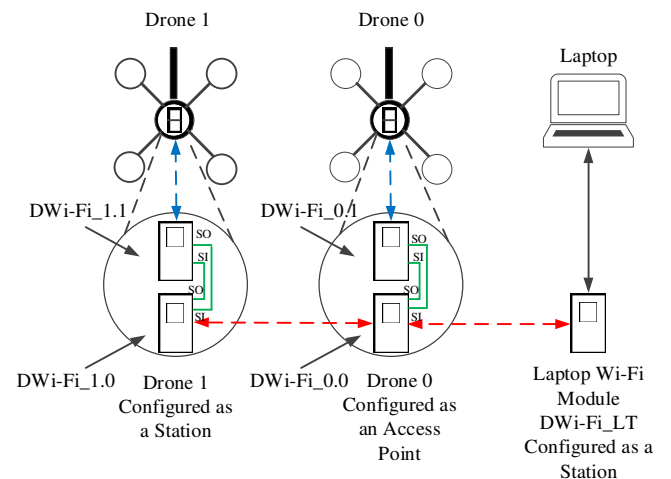 Drone 1
Drone 0
Laptop
DWi-Fi_1.1
SO
SI
SO
SI
DWi-Fi_0.1
SO
SI
SO
SI
DWi-Fi_1.0
Drone 1
Configured as
a Station
DWi-Fi_0.0
Drone 0
Configured as
an Access
Point
Laptop Wi-Fi
Module
DWi-Fi_LT
Configured as a
Station